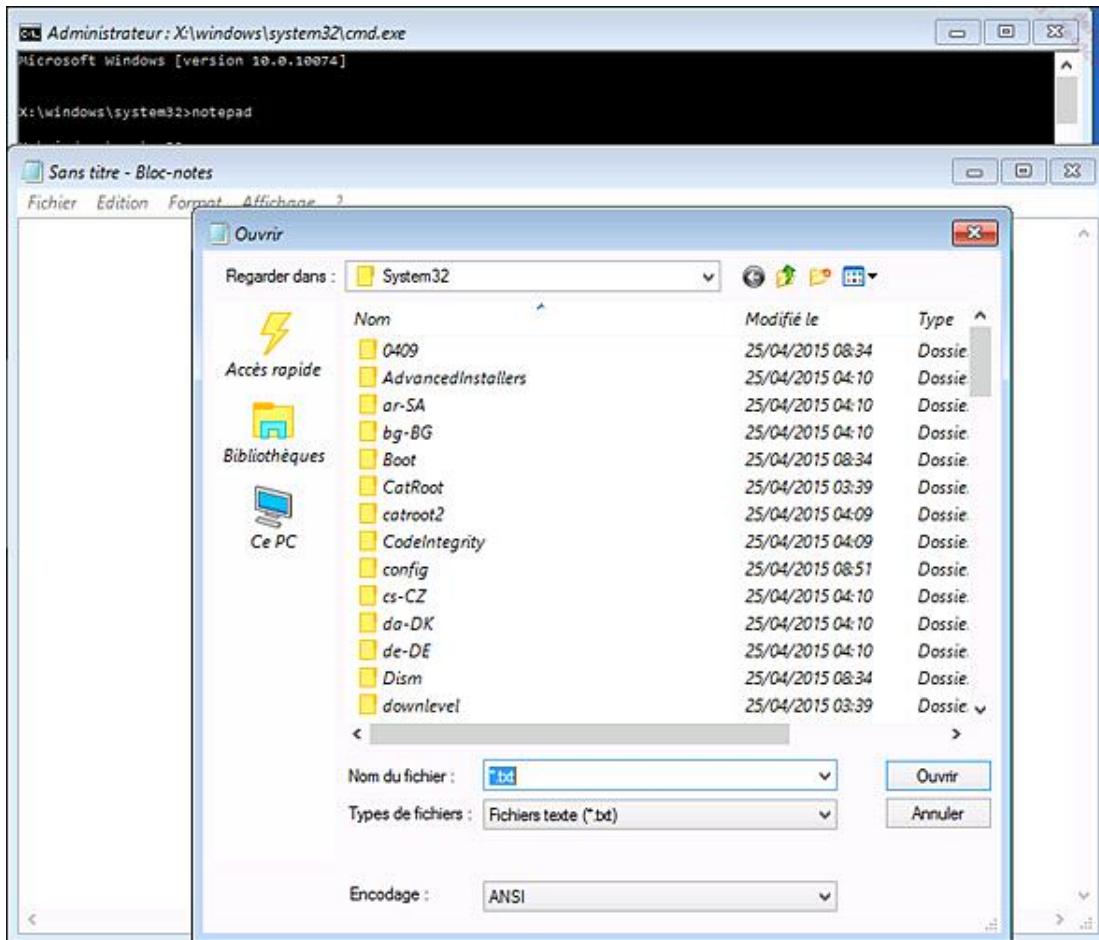 Administrateur : X:\windows\system32\cmd.exe
Microsoft Windows [version 10.0.10074]
X:\windows\system32>notepad
Sans titre - Bloc-notes
Fichier Edition Format Affichage ?
Ouvrir
Regarder dans : System32
Nom Modifié le Type
0409 25/04/2015 08:34 Dossie
AdvancedInstallers 25/04/2015 04:10 Dossie
ar-SA 25/04/2015 04:10 Dossie
bg-BG 25/04/2015 04:10 Dossie
Boot 25/04/2015 08:34 Dossie
CatRoot 25/04/2015 03:39 Dossie
catroot2 25/04/2015 04:09 Dossie
CodeIntegrity 25/04/2015 04:09 Dossie
config 25/04/2015 08:51 Dossie
cs-CZ 25/04/2015 04:10 Dossie
da-DK 25/04/2015 04:10 Dossie
de-DE 25/04/2015 04:10 Dossie
Dism 25/04/2015 08:34 Dossie
downlevel 25/04/2015 03:39 Dossie
Accès rapide
Bibliothèques
Ce PC
Nom du fichier : *.txt Ouvrir
Types de fichiers : Fichiers texte (*.txt) Annuler
Encodage : ANSI